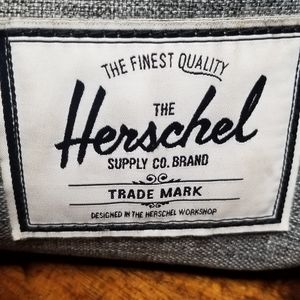 THE FINEST QUALITY
THE
Herschel
SUPPLY CO. BRAND
TRADE MARK
DESIGNED IN THE HERSCHEL WORKSHOP